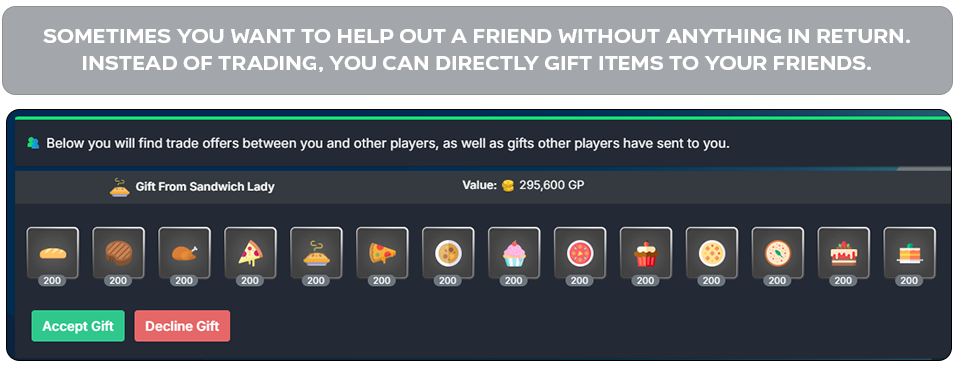 SOMETIMES YOU WANT TO HELP OUT A FRIEND WITHOUT ANYTHING IN RETURN.
INSTEAD OF TRADING, YOU CAN DIRECTLY GIFT ITEMS TO YOUR FRIENDS.
Below you will find trade offers between you and other players, as well as gifts other players have sent to you.
Gift From Sandwich Lady Value: 295,600 GP
200 200 200 200 200 200 200 200 200 200 200 200 200 200
Accept Gift Decline Gift